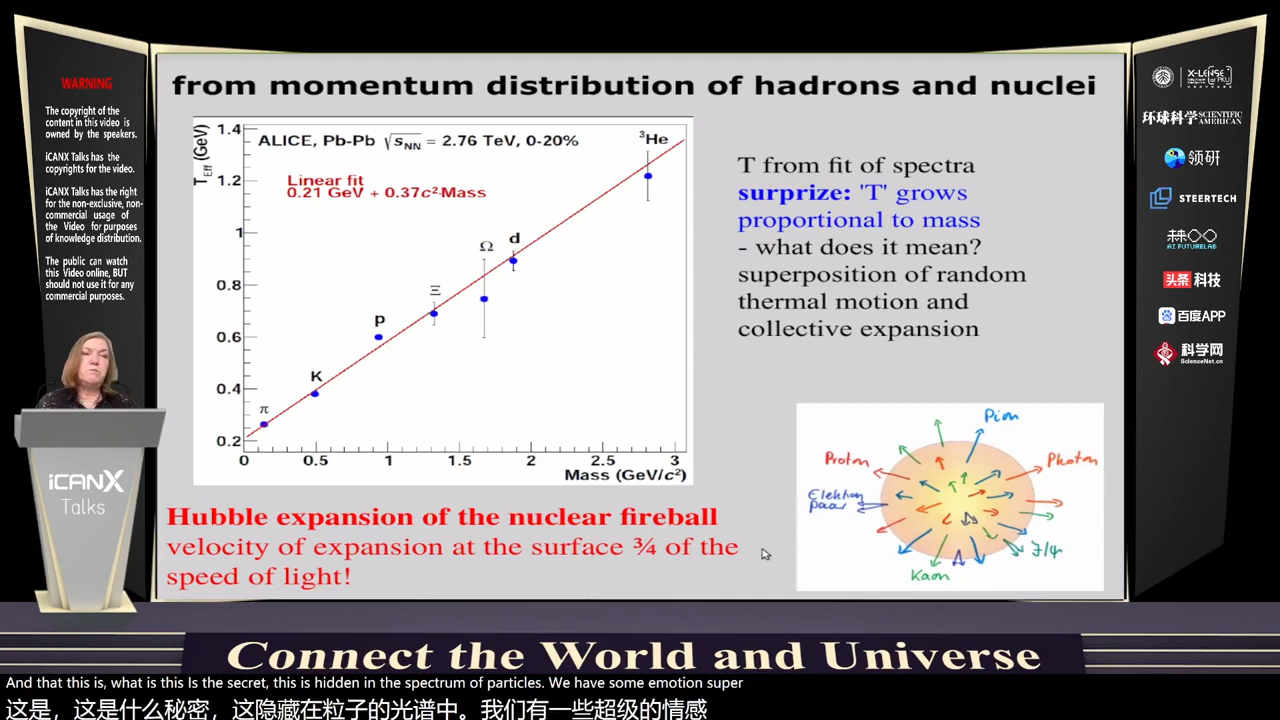 WARNING
The copyright of the
content in this video is
owned by the speakers.
iCANX Talks has the
copyrights for the video.
iCANX Talks has the right
for the non-exclusive, non-
commercial usage of
the Video for purposes
of knowledge distribution.
The public can watch
this Video online, BUT
should not use it for any
commercial purposes.
from momentum distribution of hadrons and nuclei
T_Eff (GeV)
1.4
1.2
1
0.8
0.6
0.4
0.2
ALICE, Pb-Pb √s_NN = 2.76 TeV, 0-20%
Linear fit
0.21 GeV + 0.37c²·Mass
π
K
p
Ξ
Ω
d
³He
0 0.5 1 1.5 2 2.5 3
Mass (GeV/c²)
T from fit of spectra
surprize: 'T' grows
proportional to mass
- what does it mean?
superposition of random
thermal motion and
collective expansion
Pion
Proton
Photon
Elektron
paar
J/ψ
Kaon
Hubble expansion of the nuclear fireball
velocity of expansion at the surface ¾ of the
speed of light!
X-LENSE
环球科学 SCIENTIFIC AMERICAN
领研
STEERTECH
AI FUTURELAB
头条 科技
百度APP
科学网
ScienceNet.cn
iCANX
Talks
Connect the World and Universe
And that this is, what is this Is the secret, this is hidden in the spectrum of particles. We have some emotion super
这是，这是什么秘密，这隐藏在粒子的光谱中。我们有一些超级的情感